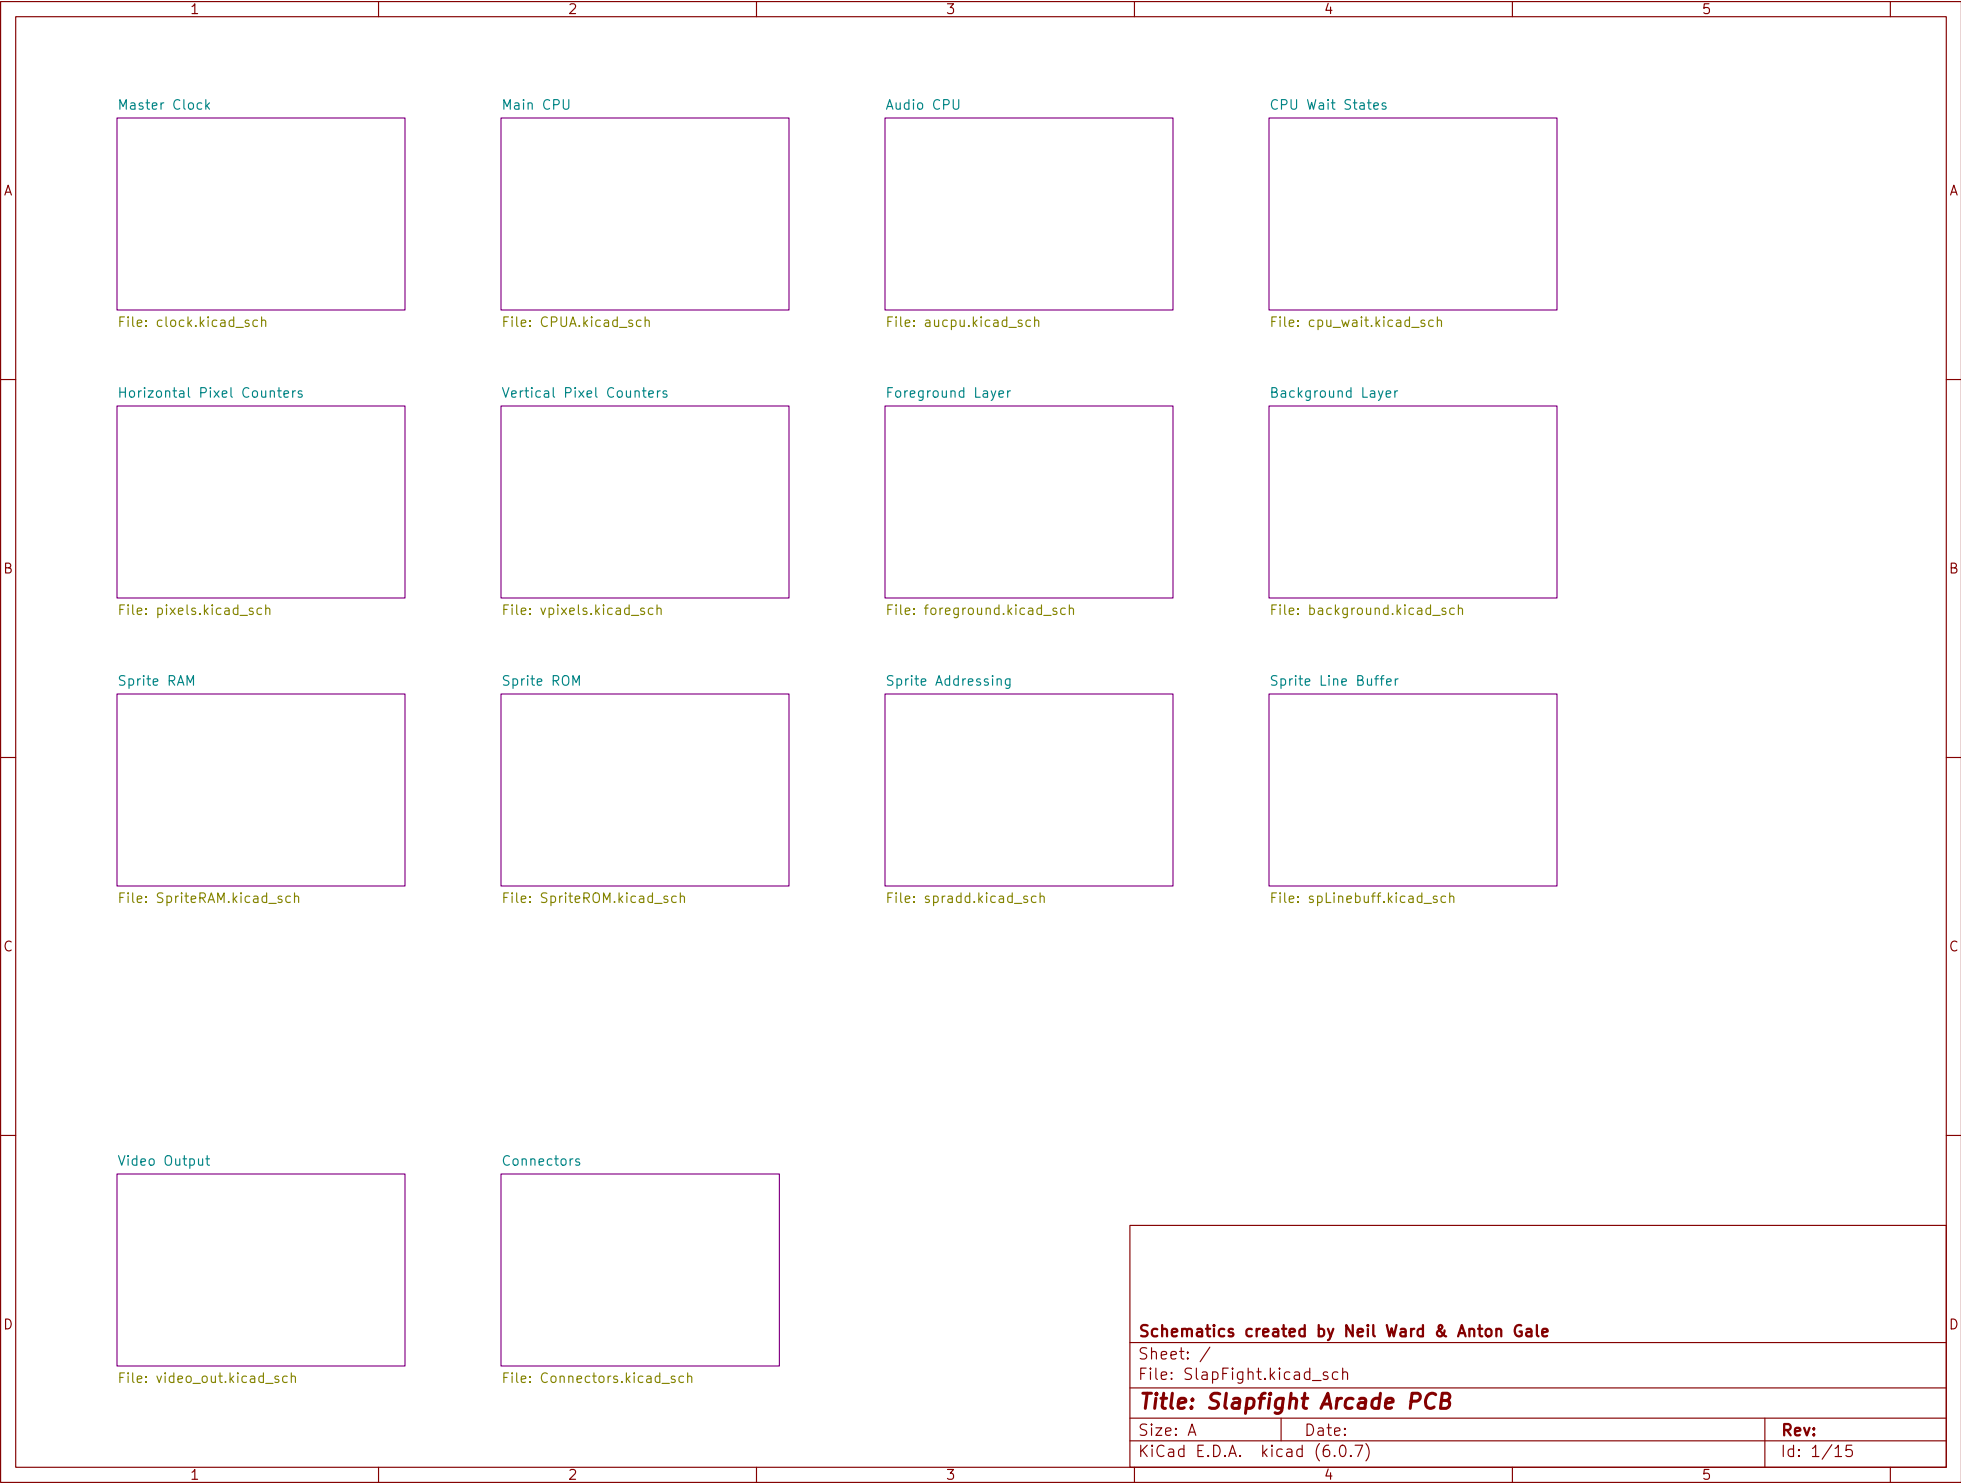 1 2 3 4 5
Master Clock Main CPU Audio CPU CPU Wait States
A A
File: clock.kicad_sch File: CPUA.kicad_sch File: aucpu.kicad_sch File: cpu_wait.kicad_sch
Horizontal Pixel Counters Vertical Pixel Counters Foreground Layer Background Layer
B B
File: pixels.kicad_sch File: vpixels.kicad_sch File: foreground.kicad_sch File: background.kicad_sch
Sprite RAM Sprite ROM Sprite Addressing Sprite Line Buffer
File: SpriteRAM.kicad_sch File: SpriteROM.kicad_sch File: spradd.kicad_sch File: spLinebuff.kicad_sch
C C
Video Output Connectors
D D
File: video_out.kicad_sch File: Connectors.kicad_sch
Schematics created by Neil Ward & Anton Gale
Sheet: /
File: SlapFight.kicad_sch
Title: Slapfight Arcade PCB
Size: A Date: Rev:
KiCad E.D.A. kicad (6.0.7) Id: 1/15
1 2 3 4 5